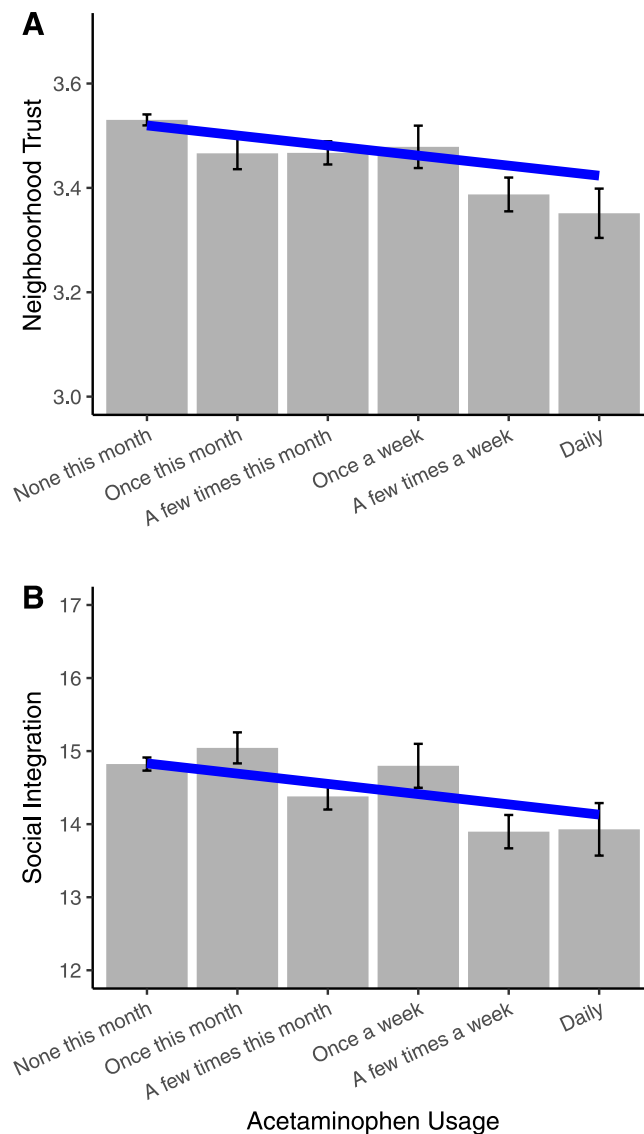 A
Neighboorhood Trust
3.6
3.4
3.2
3.0
None this month
Once this month
A few times this month
Once a week
A few times a week
Daily
B
Social Integration
17
16
15
14
13
12
None this month
Once this month
A few times this month
Once a week
A few times a week
Daily
Acetaminophen Usage